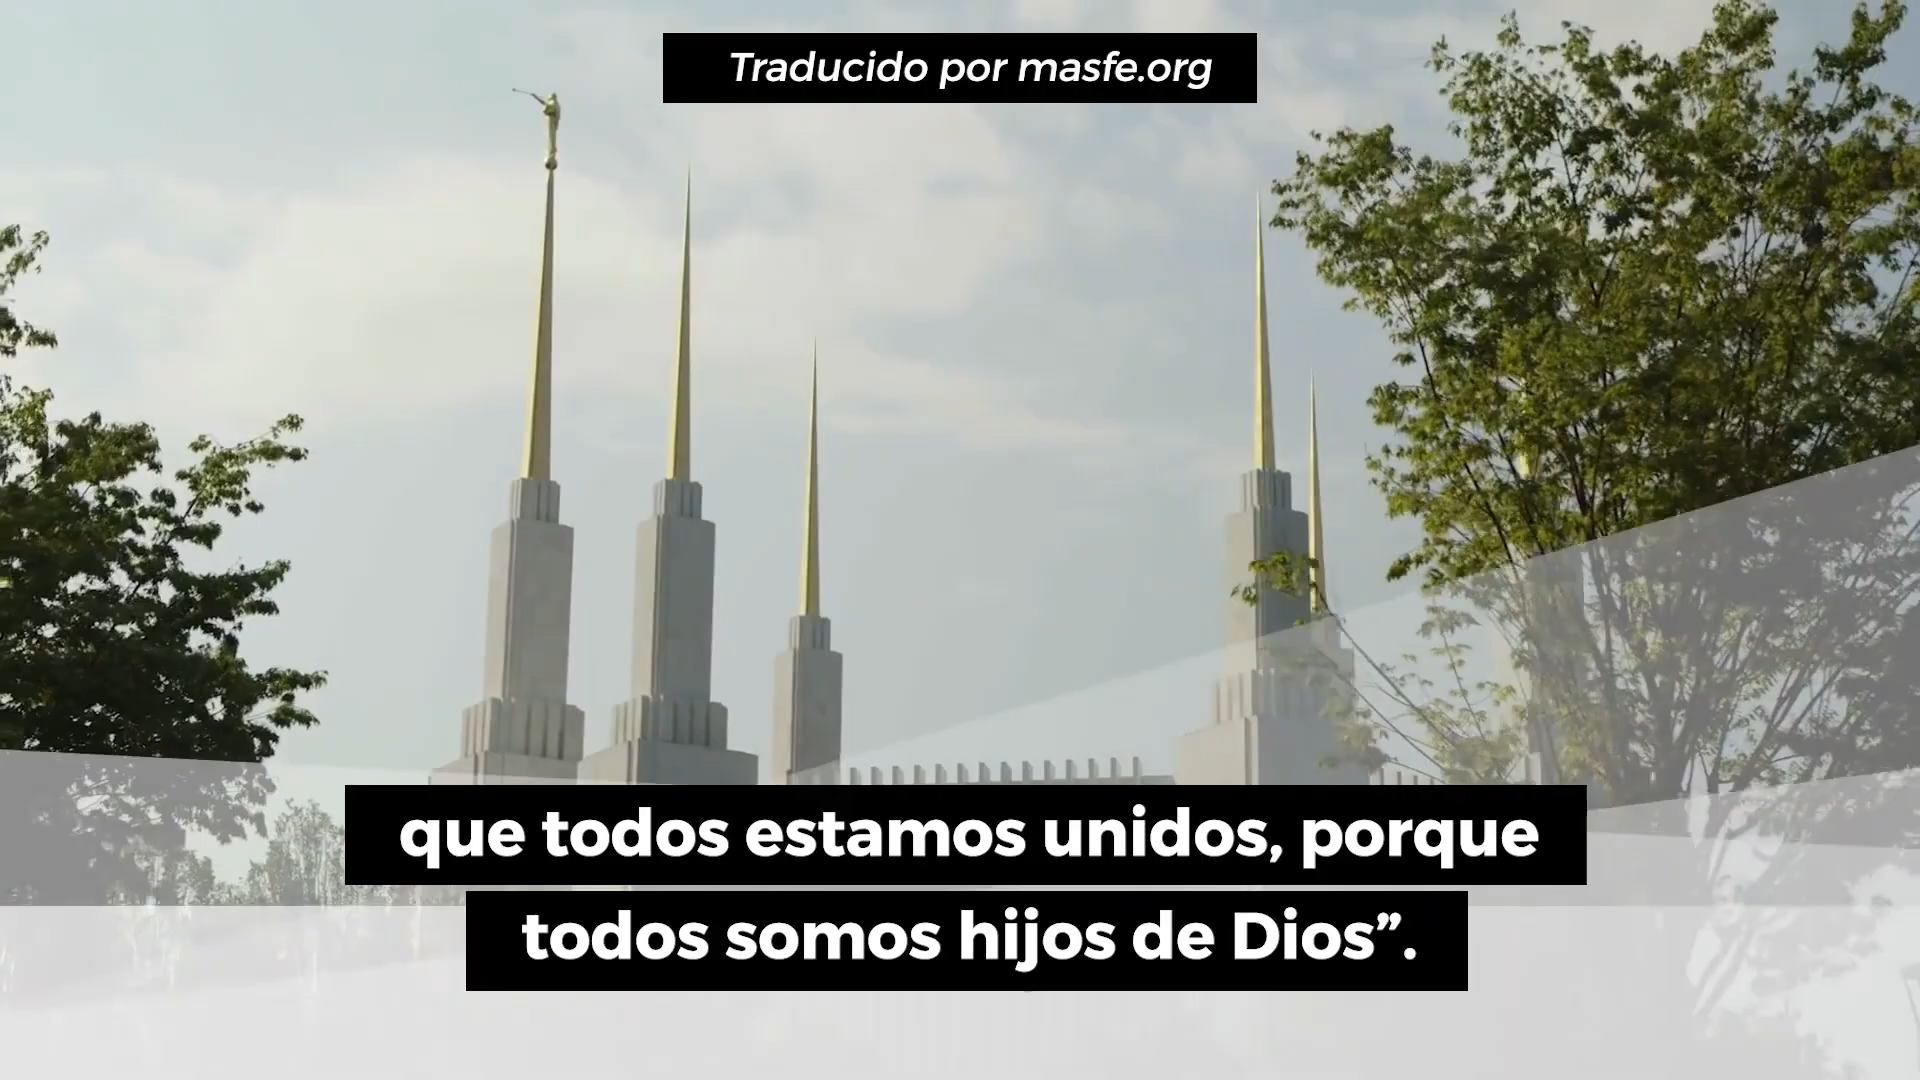 Traducido por masfe.org
que todos estamos unidos, porque
todos somos hijos de Dios”.